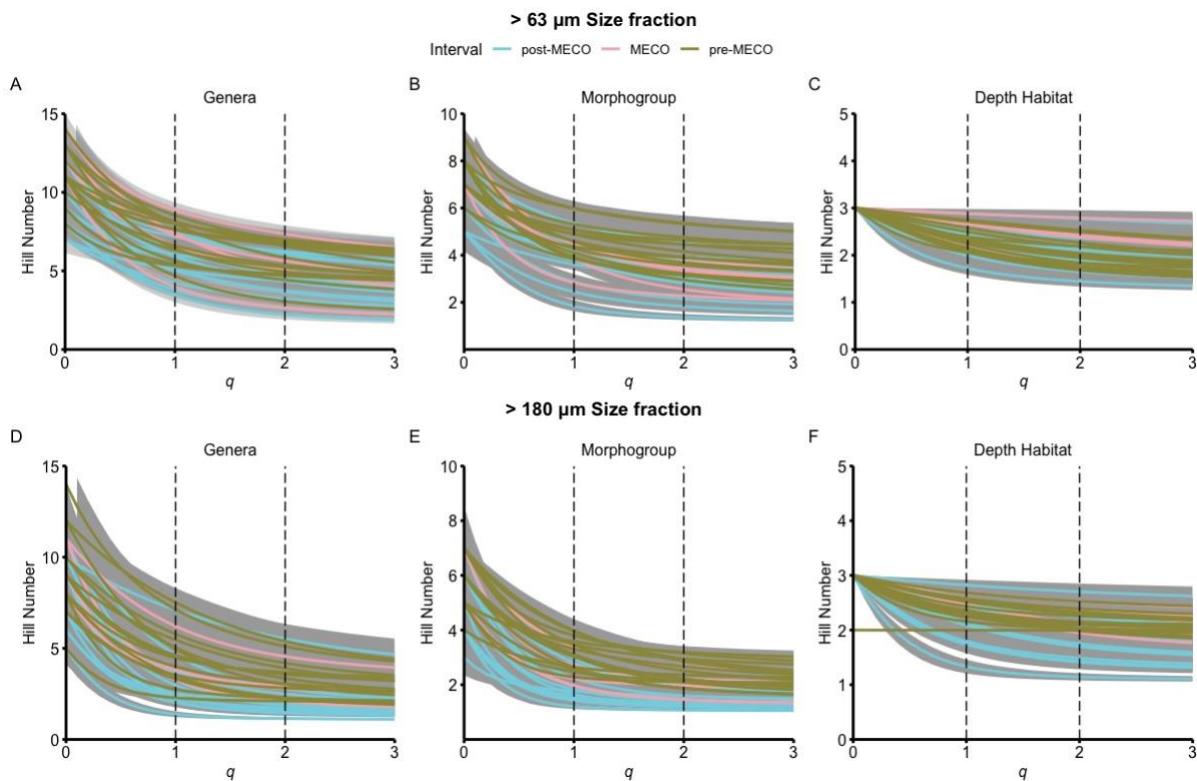 > 63 µm Size fraction
Interval post-MECO MECO pre-MECO
A
Genera
Hill Number
15
10
5
0
0 1 2 3
q
B
Morphogroup
Hill Number
10
8
6
4
2
0 1 2 3
q
C
Depth Habitat
Hill Number
5
4
3
2
1
0
0 1 2 3
q
> 180 µm Size fraction
D
Genera
Hill Number
15
10
5
0
0 1 2 3
q
E
Morphogroup
Hill Number
10
8
6
4
2
0 1 2 3
q
F
Depth Habitat
Hill Number
5
4
3
2
1
0
0 1 2 3
q